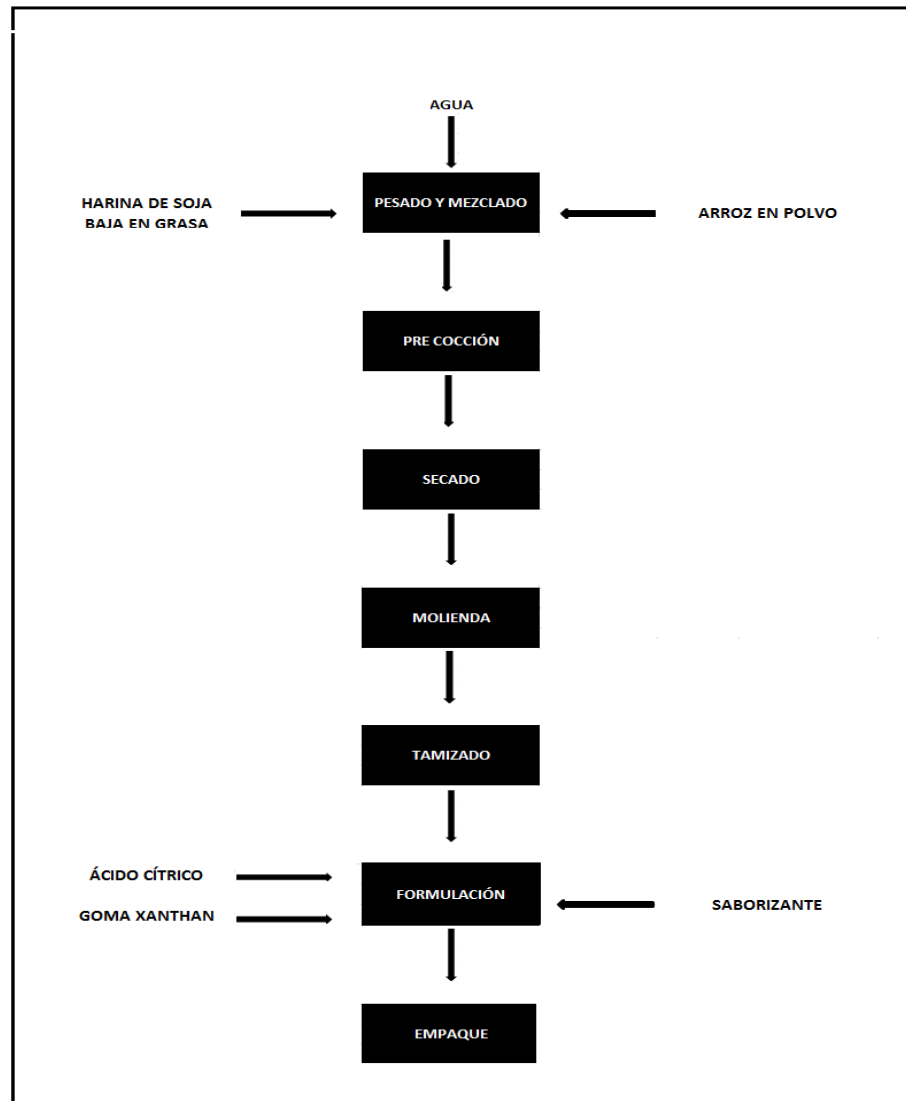 AGUA
PESADO Y MEZCLADO
HARINA DE SOJA
BAJA EN GRASA
ARROZ EN POLVO
PRE COCCIÓN
SECADO
MOLIENDA
TAMIZADO
ÁCIDO CÍTRICO
GOMA XANTHAN
FORMULACIÓN
SABORIZANTE
EMPAQUE